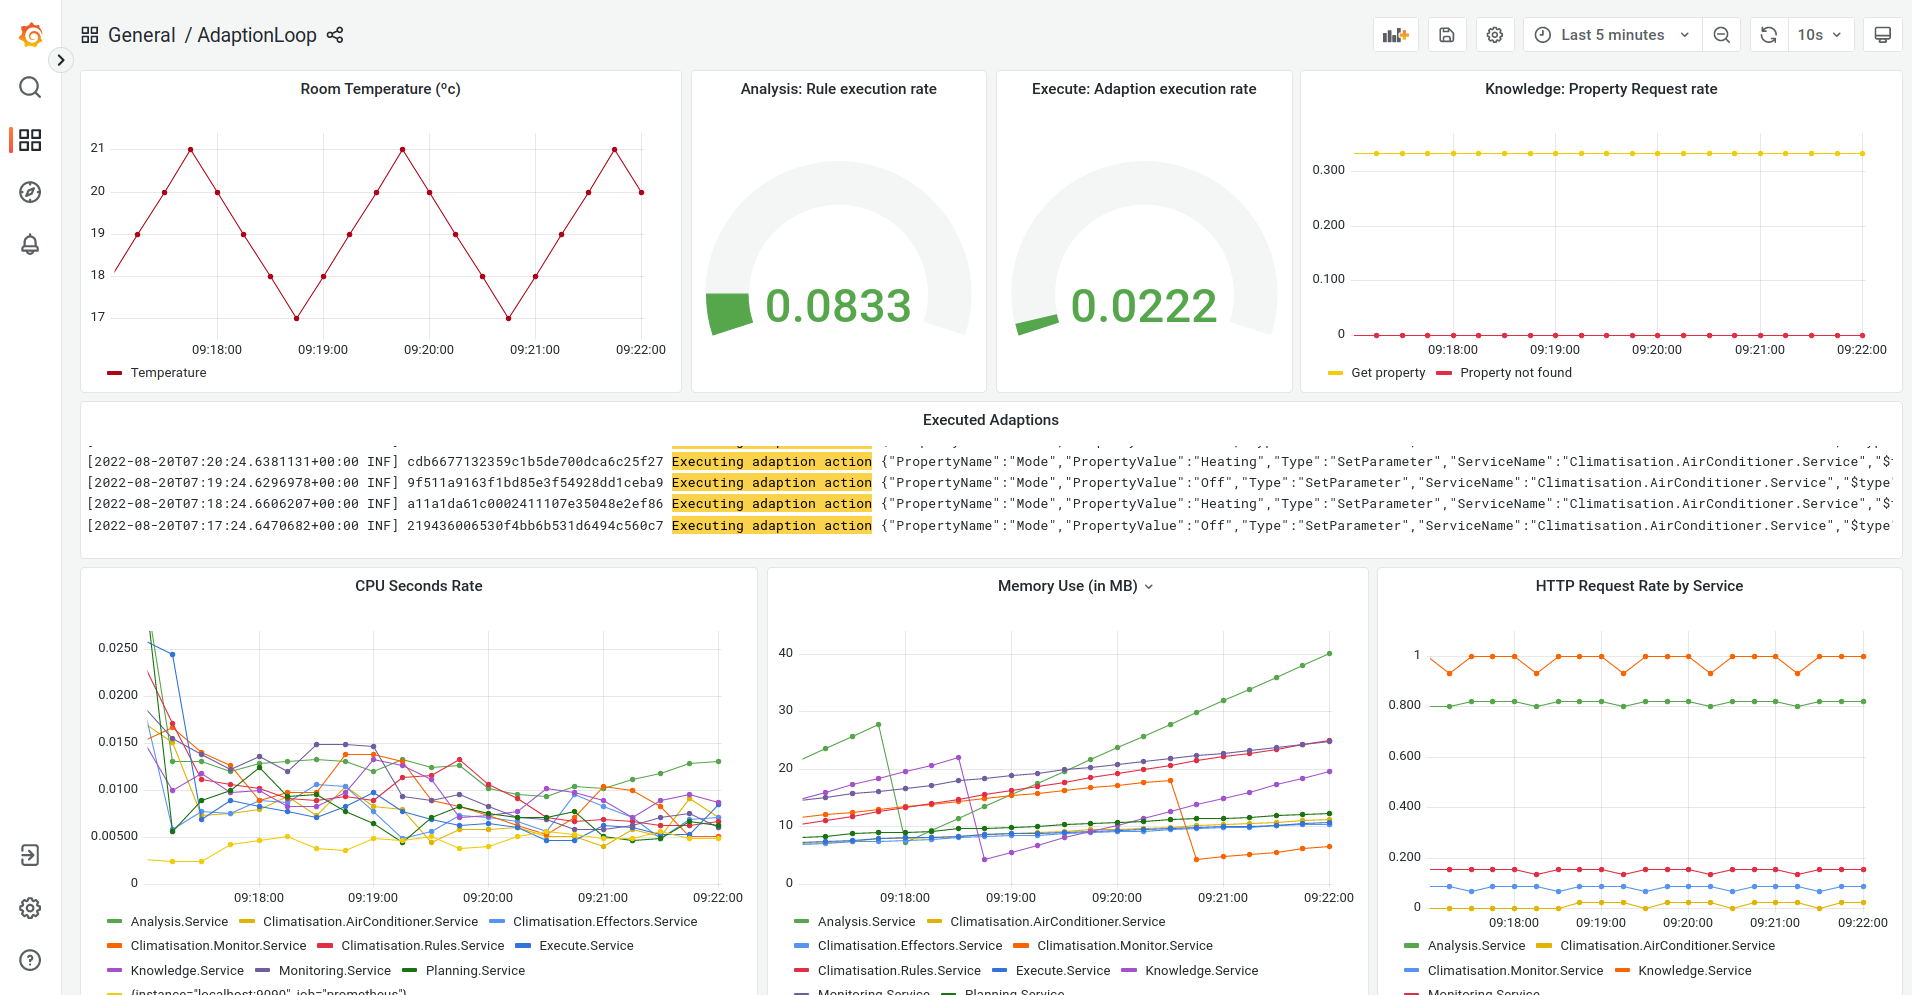 General / AdaptionLoop
Last 5 minutes
10s
Room Temperature (ºc)
21
20
19
18
17
09:18:00 09:19:00 09:20:00 09:21:00 09:22:00
Temperature
Analysis: Rule execution rate
0.0833
Execute: Adaption execution rate
0.0222
Knowledge: Property Request rate
0.300
0.200
0.100
0
09:18:00 09:19:00 09:20:00 09:21:00 09:22:00
Get property Property not found
Executed Adaptions
[2022-08-20T07:20:24.6381131+00:00 INF] cdb6677132359c1b5de700dca6c25f27 Executing adaption action {"PropertyName":"Mode","PropertyValue":"Heating","Type":"SetParameter","ServiceName":"Climatisation.AirConditioner.Service","$
[2022-08-20T07:19:24.6296978+00:00 INF] 9f511a9163f1bd85e3f54928dd1ceba9 Executing adaption action {"PropertyName":"Mode","PropertyValue":"Off","Type":"SetParameter","ServiceName":"Climatisation.AirConditioner.Service","$type
[2022-08-20T07:18:24.6606207+00:00 INF] a11a1da61c0002411107e35048e2ef86 Executing adaption action {"PropertyName":"Mode","PropertyValue":"Heating","Type":"SetParameter","ServiceName":"Climatisation.AirConditioner.Service","$
[2022-08-20T07:17:24.6470682+00:00 INF] 219436006530f4bb6b531d6494c560c7 Executing adaption action {"PropertyName":"Mode","PropertyValue":"Off","Type":"SetParameter","ServiceName":"Climatisation.AirConditioner.Service","$type
CPU Seconds Rate
0.0250
0.0200
0.0150
0.0100
0.00500
0
09:18:00 09:19:00 09:20:00 09:21:00 09:22:00
Analysis.Service Climatisation.AirConditioner.Service Climatisation.Effectors.Service
Climatisation.Monitor.Service Climatisation.Rules.Service Execute.Service
Knowledge.Service Monitoring.Service Planning.Service
{instance="localhost:9090", job="prometheus"}
Memory Use (in MB)
40
30
20
10
0
09:18:00 09:19:00 09:20:00 09:21:00 09:22:00
Analysis.Service Climatisation.AirConditioner.Service
Climatisation.Effectors.Service Climatisation.Monitor.Service
Climatisation.Rules.Service Execute.Service Knowledge.Service
Monitoring.Service Planning.Service
HTTP Request Rate by Service
1
0.800
0.600
0.400
0.200
0
09:18:00 09:19:00 09:20:00 09:21:00 09:22:00
Analysis.Service Climatisation.AirConditioner.Service
Climatisation.Monitor.Service Knowledge.Service
Monitoring.Service